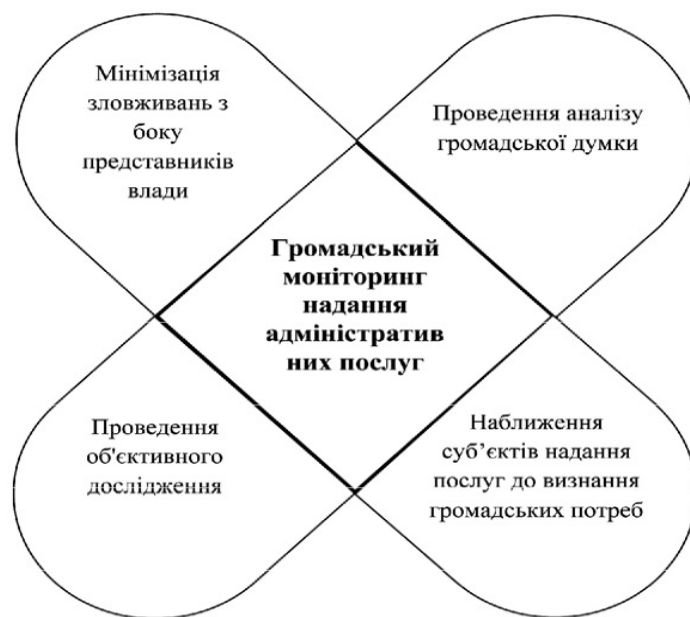 Мінімізація
зловживань з
боку
представників
влади
Проведення аналізу
громадської думки
Громадський
моніторинг
надання
адміністратив
них послуг
Проведення
об'єктивного
дослідження
Наближення
суб’єктів надання
послуг до визнання
громадських потреб